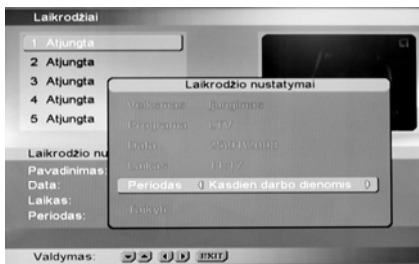 Laikrodžiai
1 Atjungta
2 Atjungta
3 Atjungta
4 Atjungta
5 Atjungta
Laikrodžio nustatymai
Veiksmas Įjungimas
Programa LTV
Data
Laikas
Periodas Kasdien darbo dienomis
Taikyti
Laikrodžio nu
Pavadinimas:
Data:
Laikas:
Periodas:
Valdymas: EXIT